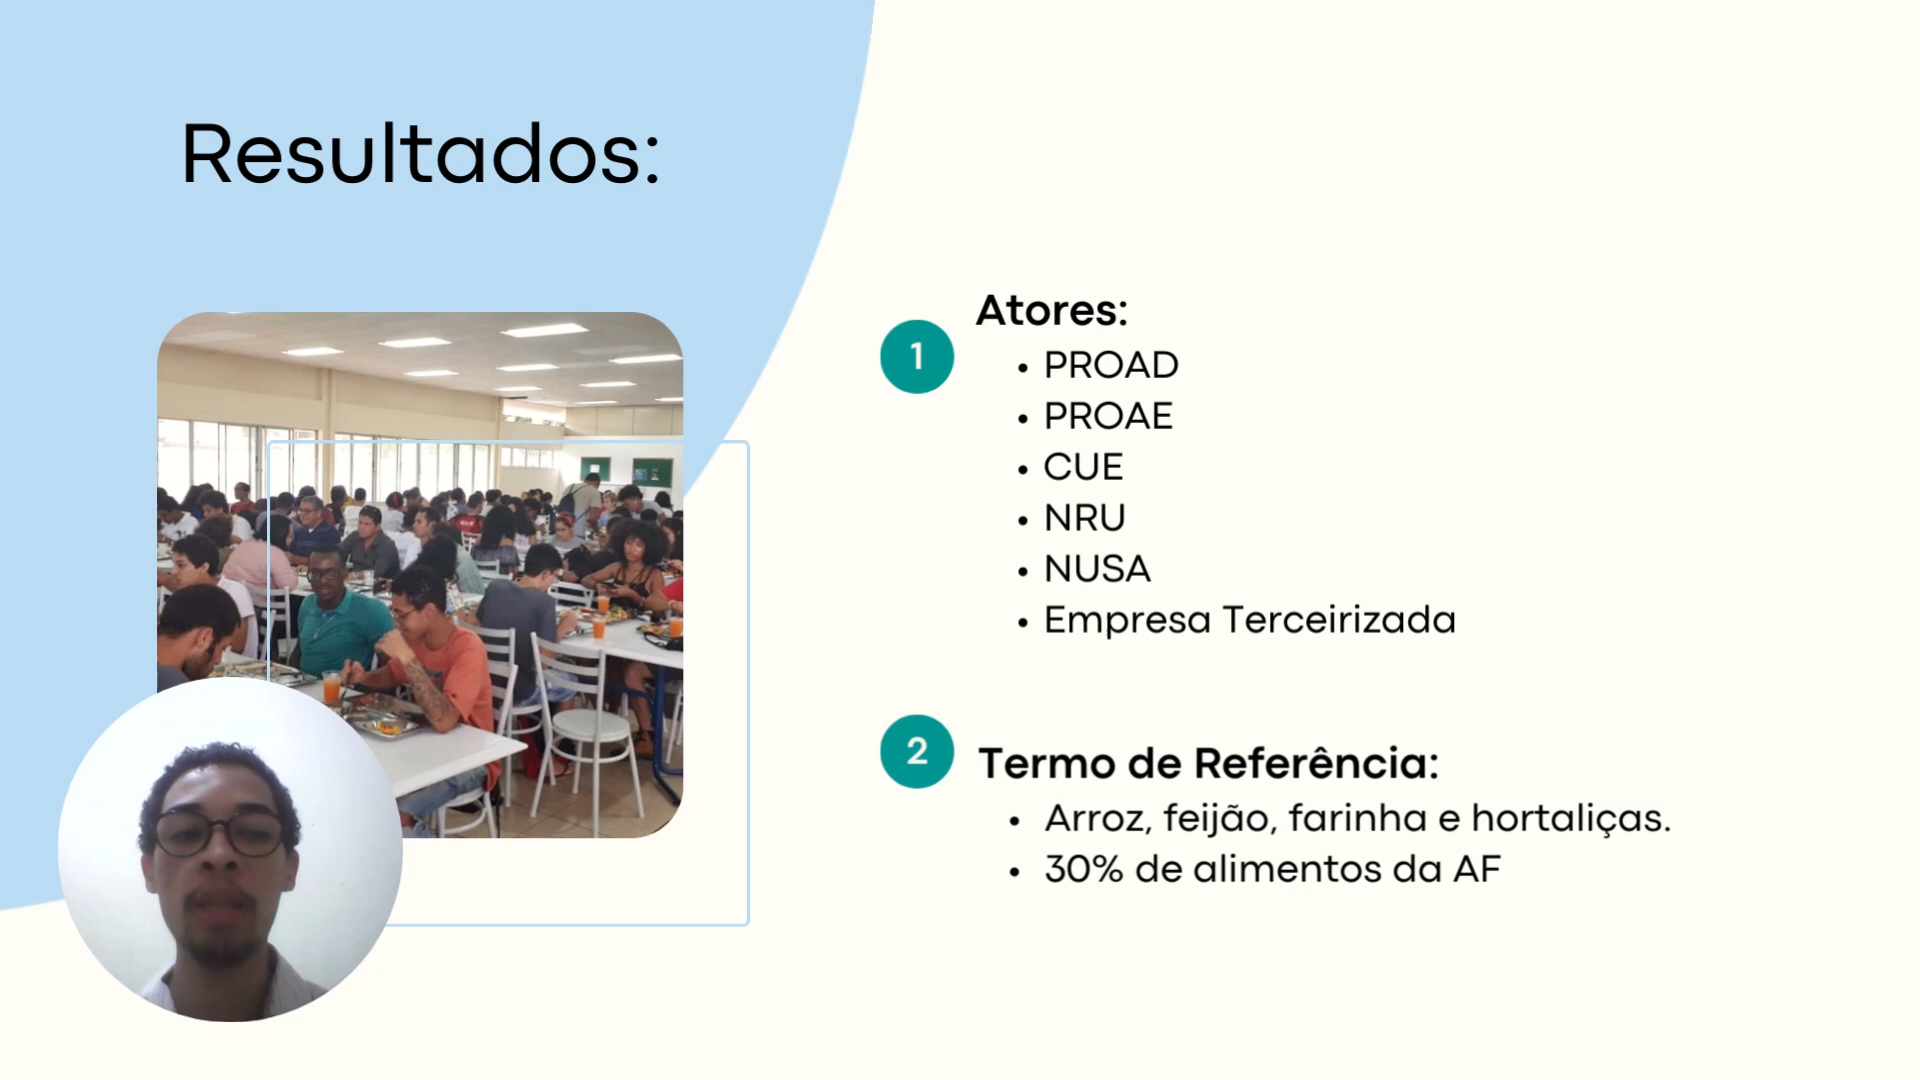 Resultados:
1
Atores:
• PROAD
• PROAE
• CUE
• NRU
• NUSA
• Empresa Terceirizada
2
Termo de Referência:
• Arroz, feijão, farinha e hortaliças.
• 30% de alimentos da AF